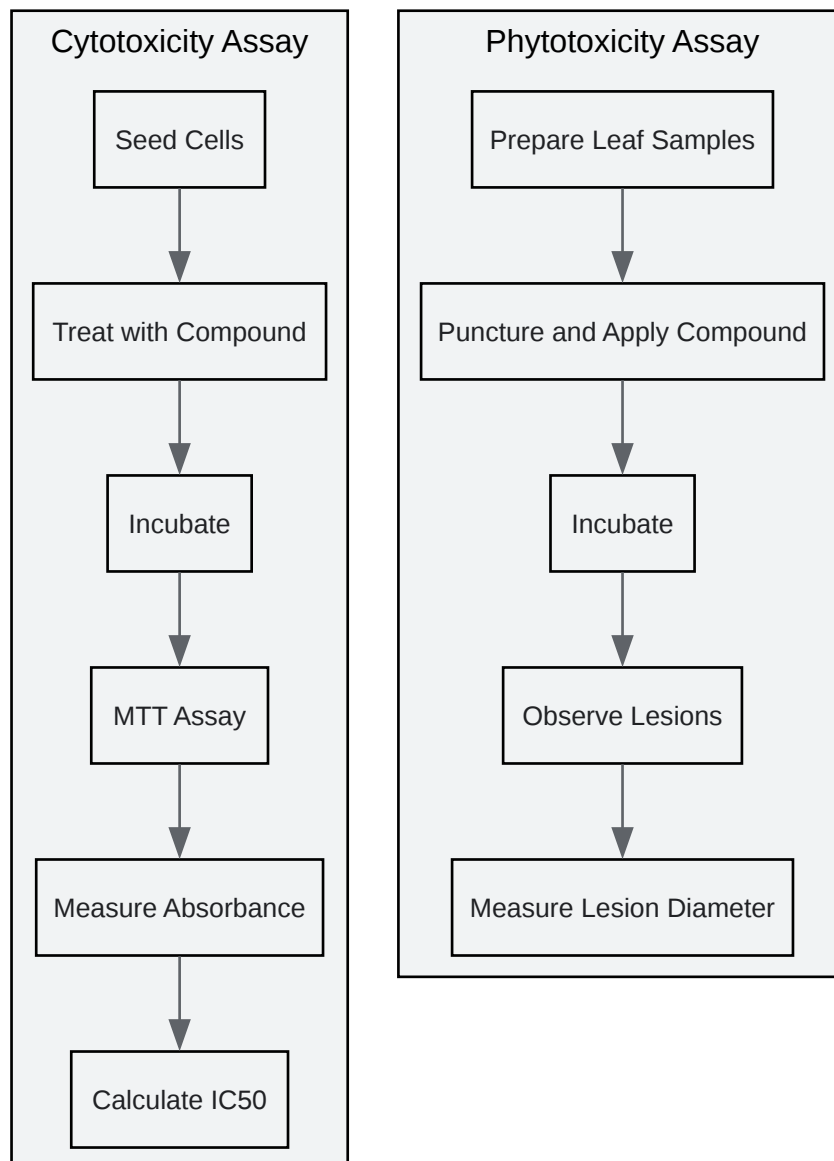 Cytotoxicity Assay
Seed Cells
Treat with Compound
Incubate
MTT Assay
Measure Absorbance
Calculate IC50
Phytotoxicity Assay
Prepare Leaf Samples
Puncture and Apply Compound
Incubate
Observe Lesions
Measure Lesion Diameter